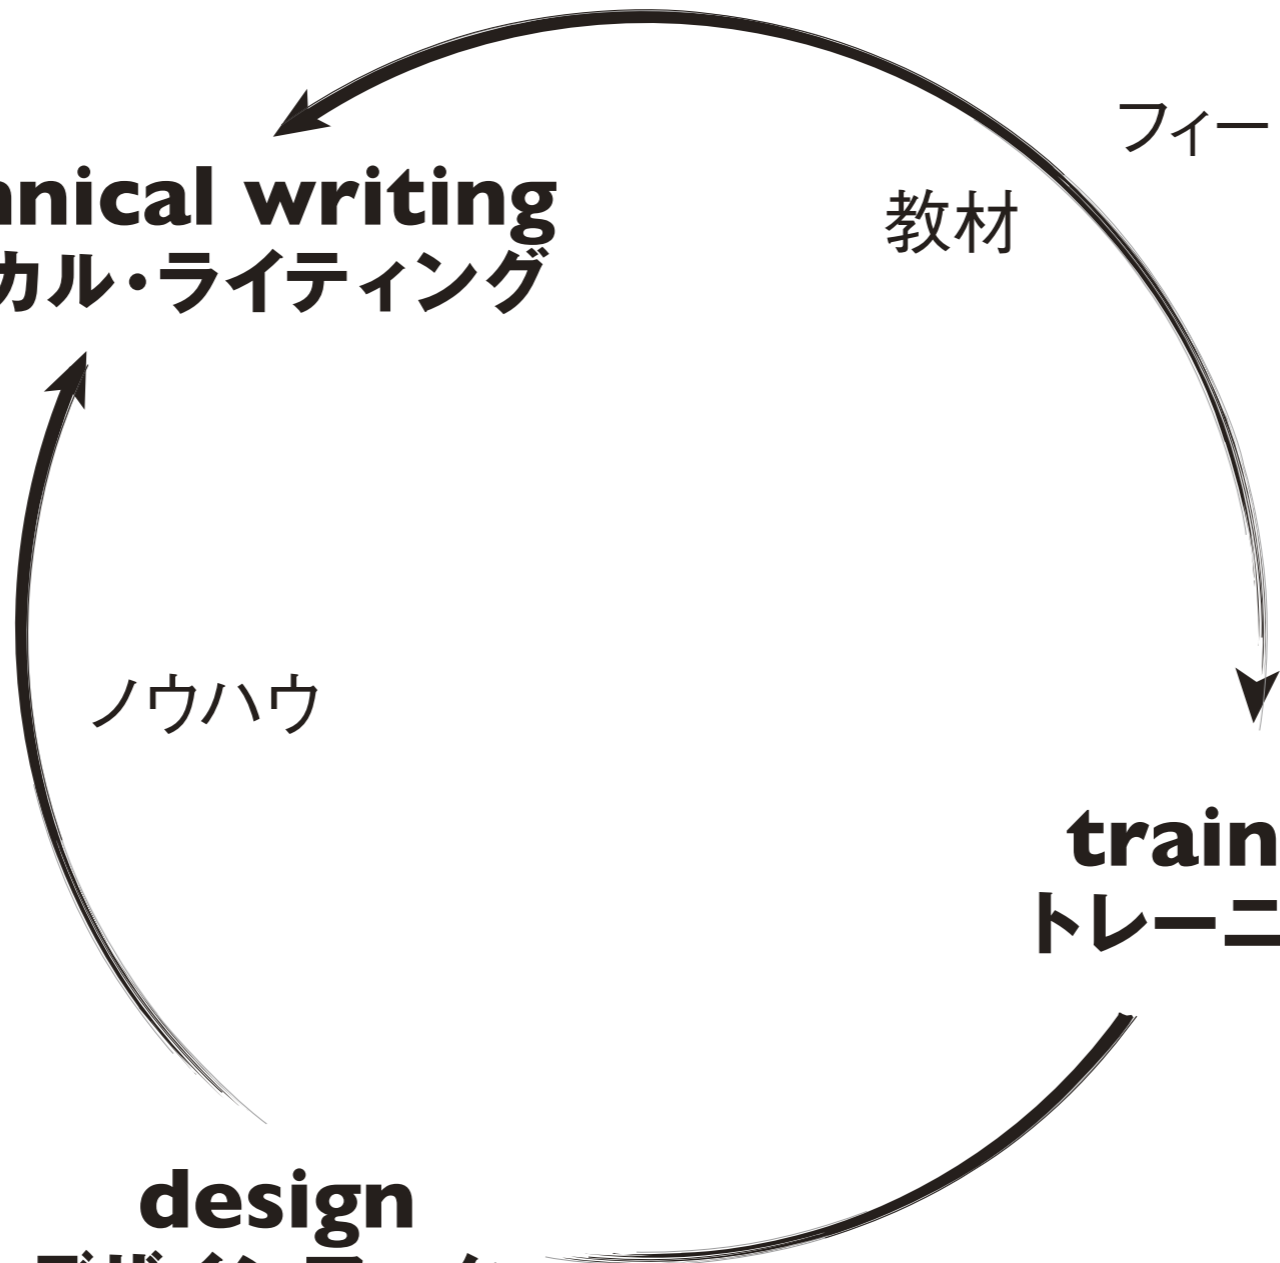 フィー
教材
hnical writing
カル・ライティング
ノウハウ
train
トレーニ
design